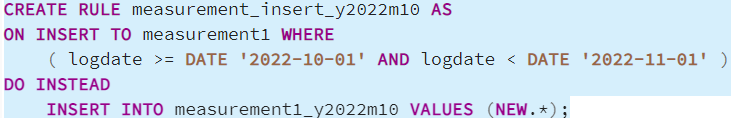 CREATE RULE measurement_insert_y2022m10 AS
ON INSERT TO measurement1 WHERE
( logdate >= DATE '2022-10-01' AND logdate < DATE '2022-11-01' )
DO INSTEAD
INSERT INTO measurement1_y2022m10 VALUES (NEW.*);